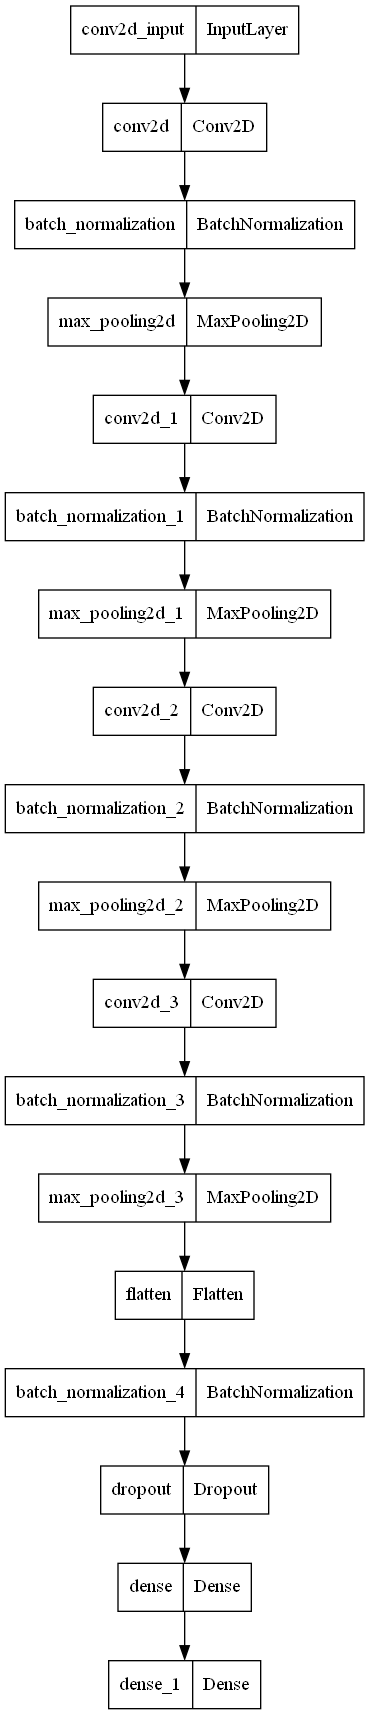 conv2d_input InputLayer
conv2d Conv2D
batch_normalization BatchNormalization
max_pooling2d MaxPooling2D
conv2d_1 Conv2D
batch_normalization_1 BatchNormalization
max_pooling2d_1 MaxPooling2D
conv2d_2 Conv2D
batch_normalization_2 BatchNormalization
max_pooling2d_2 MaxPooling2D
conv2d_3 Conv2D
batch_normalization_3 BatchNormalization
max_pooling2d_3 MaxPooling2D
flatten Flatten
batch_normalization_4 BatchNormalization
dropout Dropout
dense Dense
dense_1 Dense